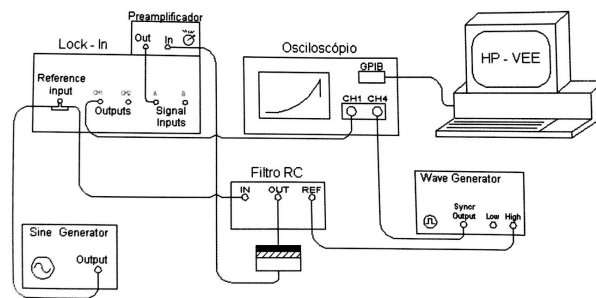 Preamplificador
Out In
Lock - In
Reference input
CH1 CH2 A B
Outputs
Signal Inputs
Osciloscópio
GPIB
CH1 CH4
HP - VEE
Filtro RC
IN OUT REF
Wave Generator
Syncr Output
Low High
Sine Generator
Output